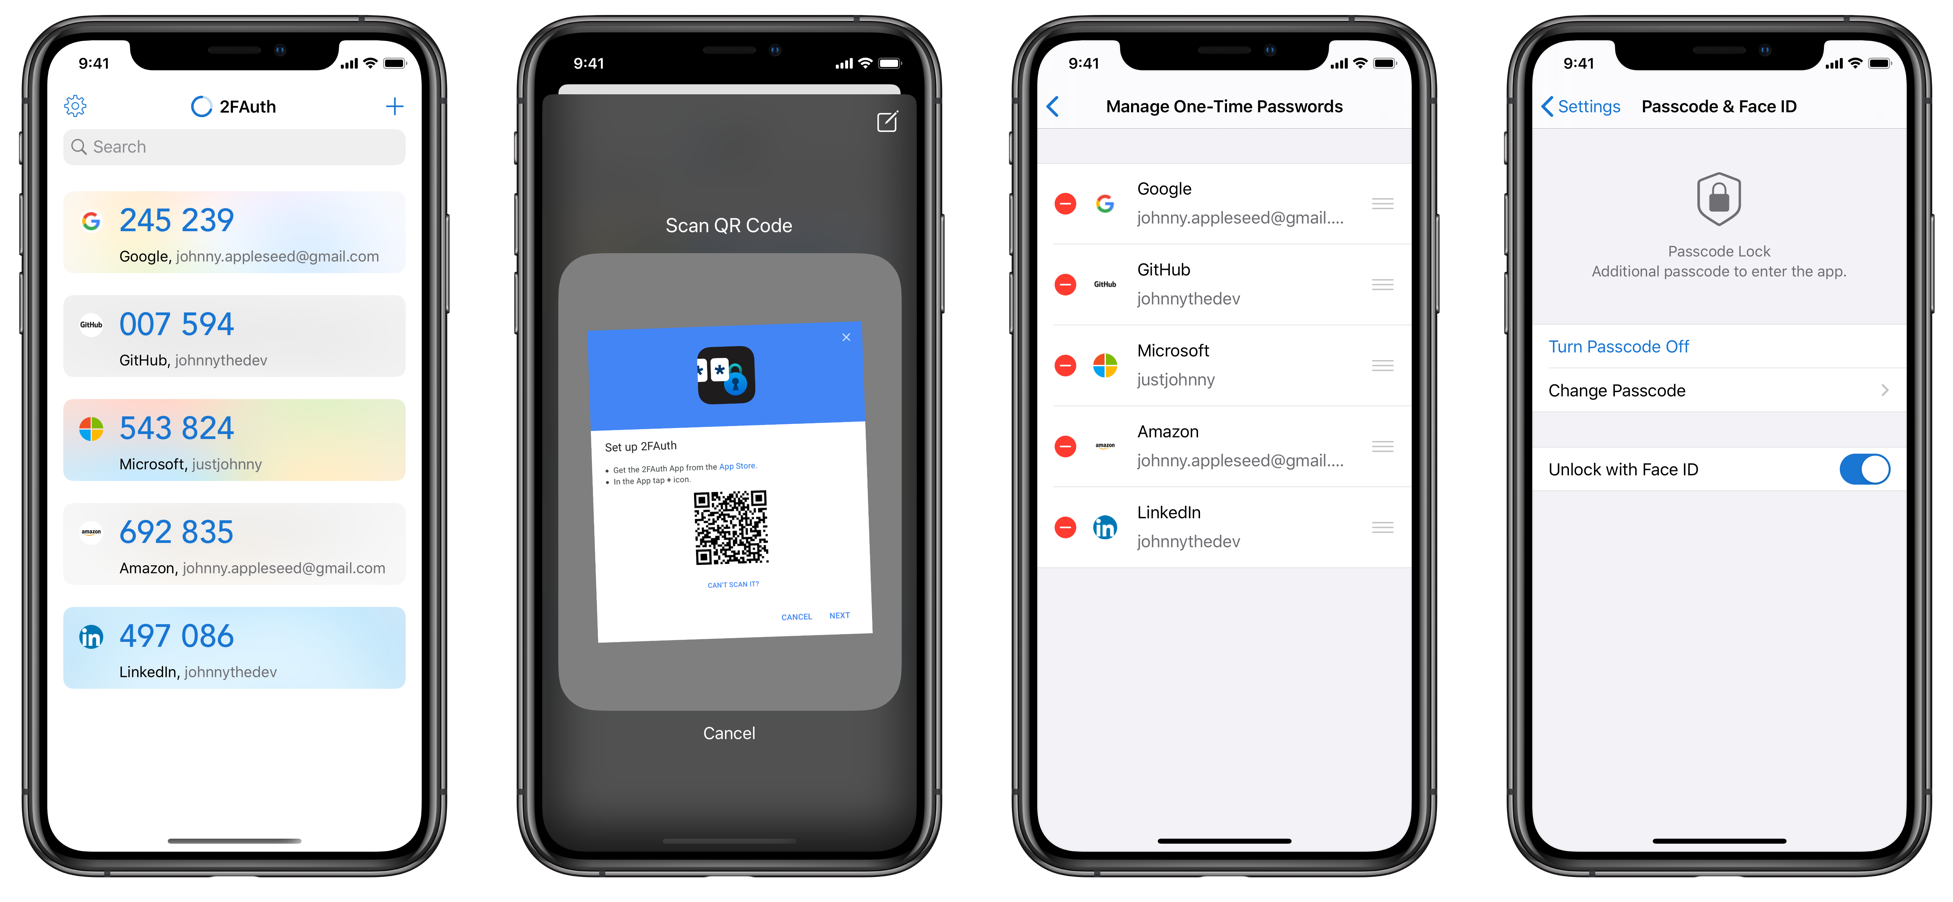 9:41
2FAuth
Search
245 239
Google, johnny.appleseed@gmail.com
GitHub
007 594
GitHub, johnnythedev
543 824
Microsoft, justjohnny
amazon
692 835
Amazon, johnny.appleseed@gmail.com
in
497 086
LinkedIn, johnnythedev
9:41
Scan QR Code
Set up 2FAuth
• Get the 2FAuth App from the App Store.
• In the App tap + icon.
CAN'T SCAN IT?
CANCEL NEXT
Cancel
9:41
Manage One-Time Passwords
Google
johnny.appleseed@gmail....
GitHub
GitHub
johnnythedev
Microsoft
justjohnny
Amazon
amazon
johnny.appleseed@gmail....
LinkedIn
in
johnnythedev
9:41
Settings Passcode & Face ID
Passcode Lock
Additional passcode to enter the app.
Turn Passcode Off
Change Passcode
Unlock with Face ID